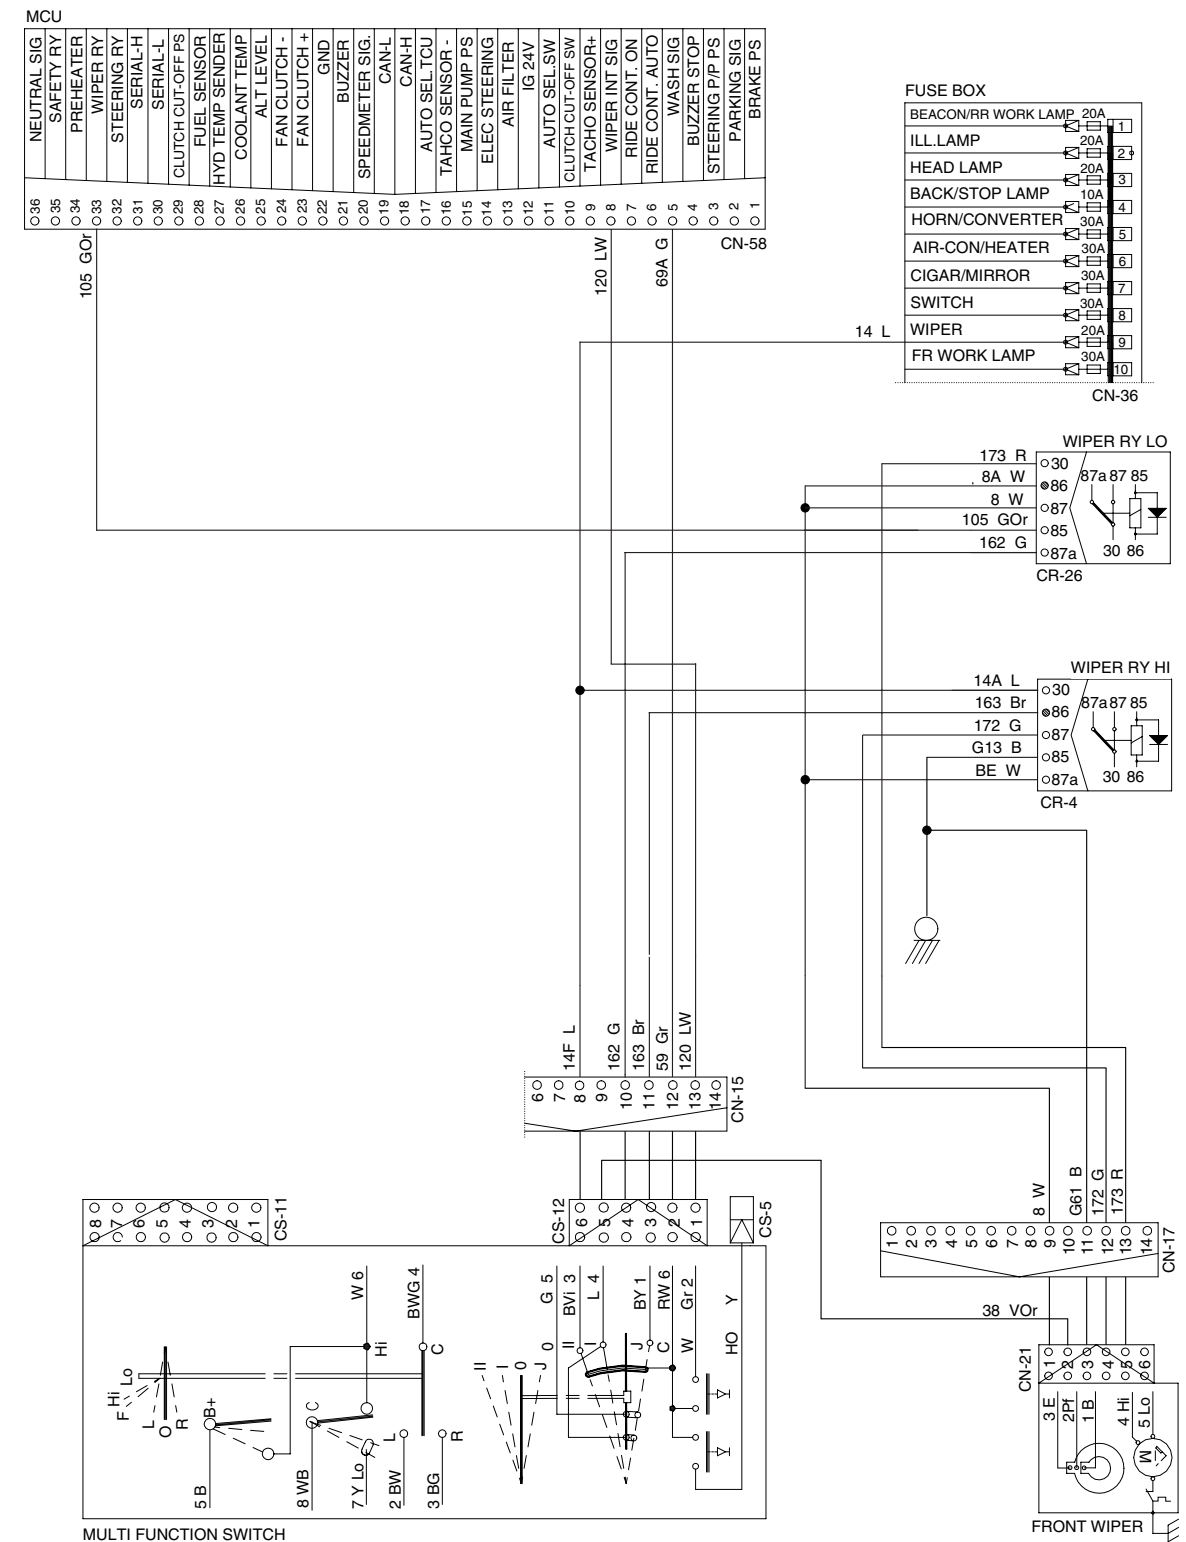 MCU
NEUTRAL SIG
SAFETY RY
PREHEATER
WIPER RY
STEERING RY
SERIAL-H
SERIAL-L
CLUTCH CUT-OFF PS
FUEL SENSOR
HYD TEMP SENDER
COOLANT TEMP
ALT LEVEL
FAN CLUTCH -
FAN CLUTCH +
GND
BUZZER
SPEEDMETER SIG.
CAN-L
CAN-H
AUTO SEL.TCU
TAHCO SENSOR -
MAIN PUMP PS
ELEC STEERING
AIR FILTER
IG 24V
AUTO SEL.SW
CLUTCH CUT-OFF SW
TACHO SENSOR+
WIPER INT SIG
RIDE CONT. ON
RIDE CONT. AUTO
WASH SIG
BUZZER STOP
STEERING P/P PS
PARKING SIG
BRAKE PS
36 35 34 33 32 31 30 29 28 27 26 25 24 23 22 21 20 19 18 17 16 15 14 13 12 11 10 9 8 7 6 5 4 3 2 1
CN-58
105 GOr
120 LW
69A G
FUSE BOX
BEACON/RR WORK LAMP 20A 1
ILL.LAMP 20A 2
HEAD LAMP 20A 3
BACK/STOP LAMP 10A 4
HORN/CONVERTER 30A 5
AIR-CON/HEATER 30A 6
CIGAR/MIRROR 30A 7
SWITCH 30A 8
14 L WIPER 20A 9
FR WORK LAMP 30A 10
CN-36
WIPER RY LO
173 R 30
8A W 86
8 W 87
105 GOr 85
162 G 87a
87a 87 85
30 86
CR-26
WIPER RY HI
14A L 30
163 Br 86
172 G 87
G13 B 85
BE W 87a
87a 87 85
30 86
CR-4
14F L
162 G
163 Br
59 Gr
120 LW
6 7 8 9 10 11 12 13 14
CN-15
8 W
G61 B
172 G
173 R
1 2 3 4 5 6 7 8 9 10 11 12 13 14
CN-17
38 VOr
8 7 6 5 4 3 2 1
CS-11
CS-12
6 5 4 3 2 1
CS-5
W 6
BWG 4
G 5
BVi 3
L 4
BY 1
RW 6
Gr 2
Y
HO
W
C
J
I
II
O
II
I
O
J
Hi
C
Lo
Hi
F
L
O
R
B+
C
L
R
5 B
8 WB
7 Y Lo
2 BW
3 BG
MULTI FUNCTION SWITCH
CN-21
1 2 3 4 5 6
3 E
2Pf
1 B
4 Hi
5 Lo
M
FRONT WIPER